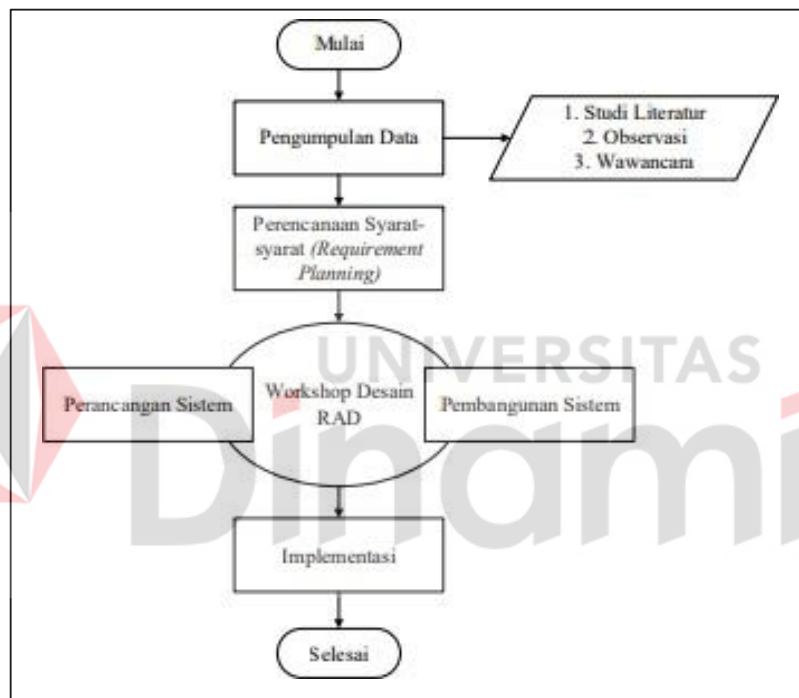 Mulai
Pengumpulan Data
1. Studi Literatur
2. Observasi
3. Wawancara
Perencanaan Syarat-
syarat (Requirement
Planning)
UNIVERSITAS
Dinami
Perancangan Sistem
Workshop Desain
RAD
Pembangunan Sistem
Implementasi
Selesai